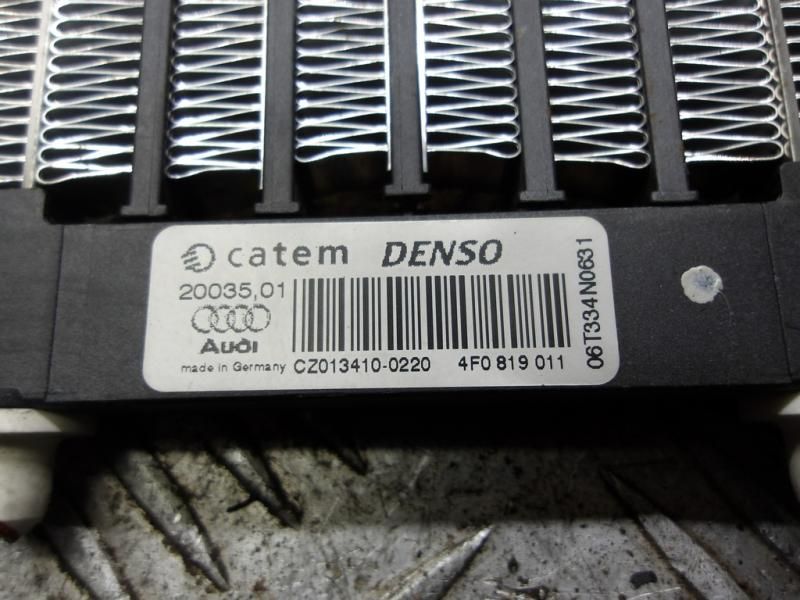 catem DENSO
20035,01
Audi
made in Germany CZ013410-0220 4F0 819 011
06T334N0631